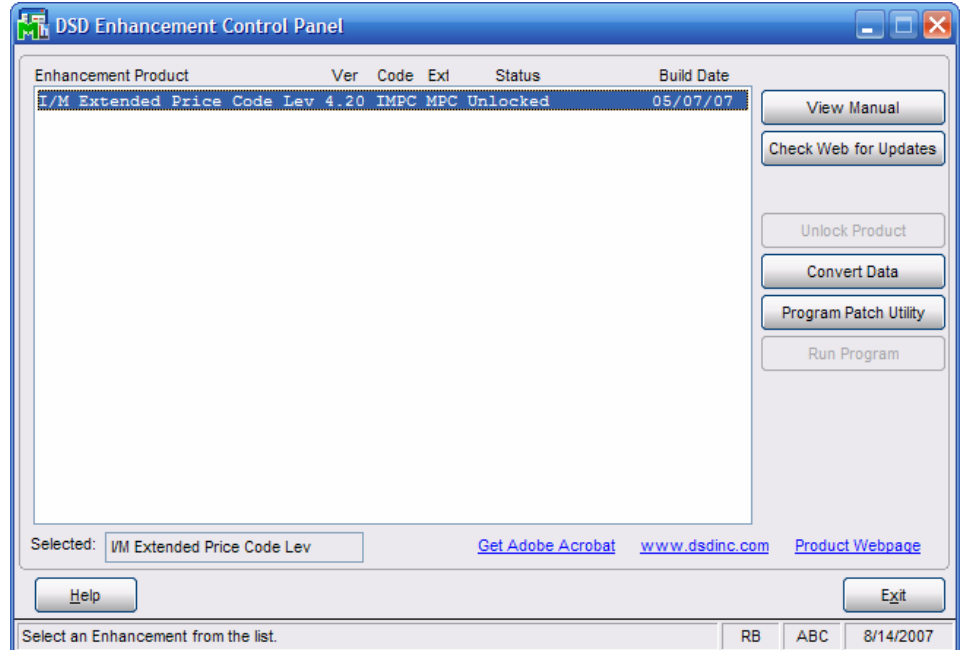 DSD Enhancement Control Panel
Enhancement Product Ver Code Ext Status Build Date
I/M Extended Price Code Lev 4.20 IMPC MPC Unlocked 05/07/07
View Manual
Check Web for Updates
Unlock Product
Convert Data
Program Patch Utility
Run Program
Selected: I/M Extended Price Code Lev Get Adobe Acrobat www.dsdinc.com Product Webpage
Help Exit
Select an Enhancement from the list. RB ABC 8/14/2007